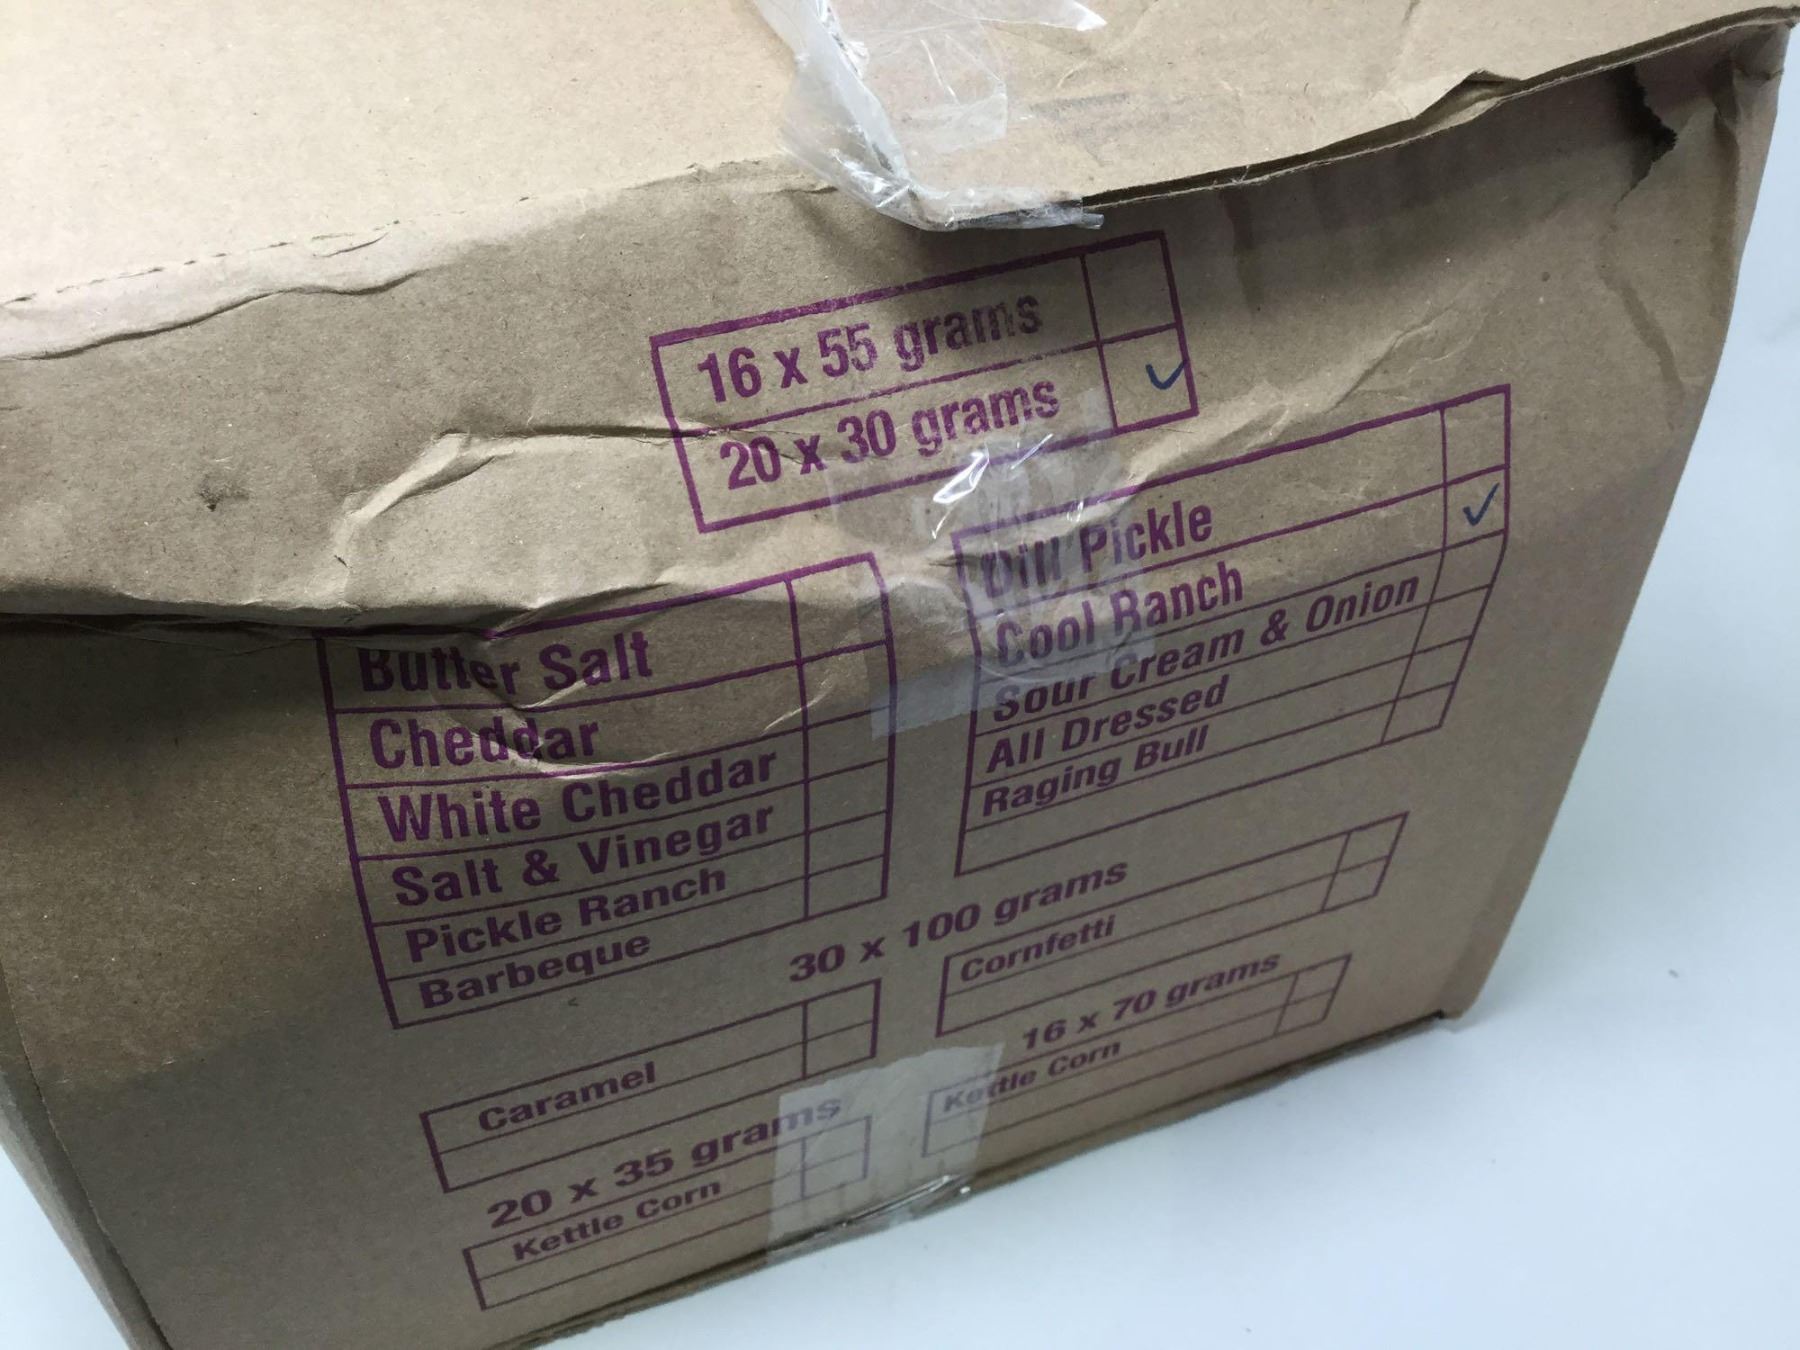 16 x 55 grams
20 x 30 grams ✓
Butter Salt
Cheddar
White Cheddar
Salt & Vinegar
Pickle Ranch
Barbeque
Dill Pickle
Cool Ranch ✓
Sour Cream & Onion
All Dressed
Raging Bull
30 x 100 grams
Caramel
Cornfetti
20 x 35 grams
Kettle Corn
16 x 70 grams
Kettle Corn